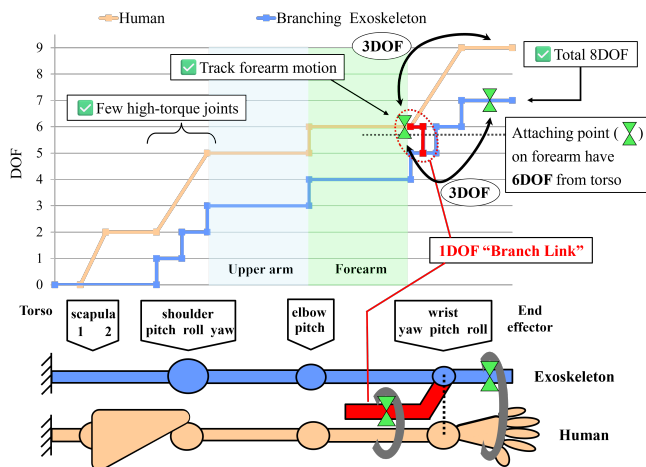 Human
Branching Exoskeleton
DOF
9
8
7
6
5
4
3
2
1
0
3DOF
✅ Track forearm motion
✅ Total 8DOF
✅ Few high-torque joints
Attaching point ( )
on forearm have
6DOF from torso
3DOF
1DOF “Branch Link”
Upper arm
Forearm
Torso
scapula
1 2
shoulder
pitch roll yaw
elbow
pitch
wrist
yaw pitch roll
End
effector
Exoskeleton
Human